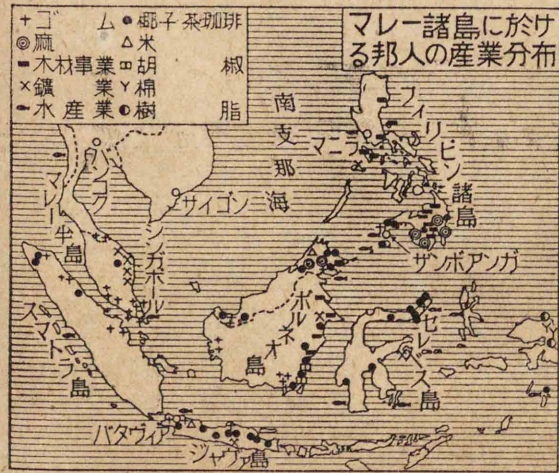 マレー諸島に於け
る邦人の産業分布
+ゴム
◎麻
木材事業
×鑛業
水産業
●椰子茶珈琲
△米
胡椒
Y棉
樹脂
南支那海
フィリピン諸島
マニラ
バンコク
サイゴン
マレー半島
シンガポール
サンボアンガ
スマトラ島
ボルネオ島
セレベス島
バタヴィア
ジャヴァ島